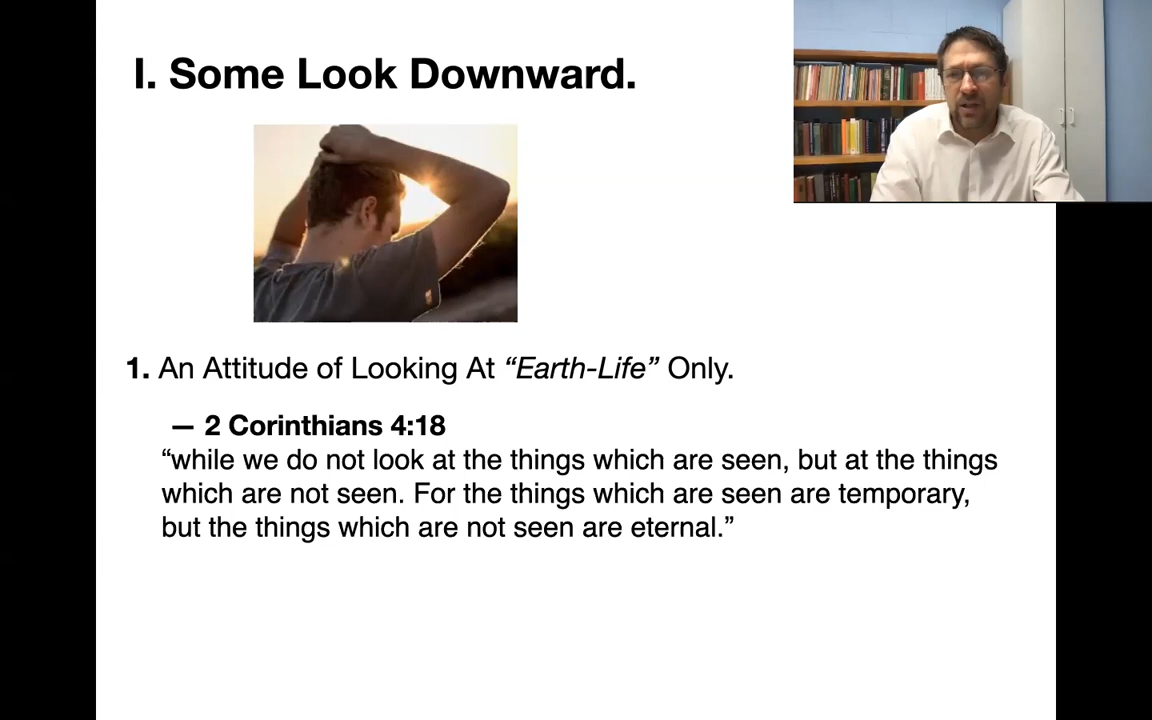 I. Some Look Downward.
1. An Attitude of Looking At “Earth-Life” Only.
— 2 Corinthians 4:18
“while we do not look at the things which are seen, but at the things
which are not seen. For the things which are seen are temporary,
but the things which are not seen are eternal.”